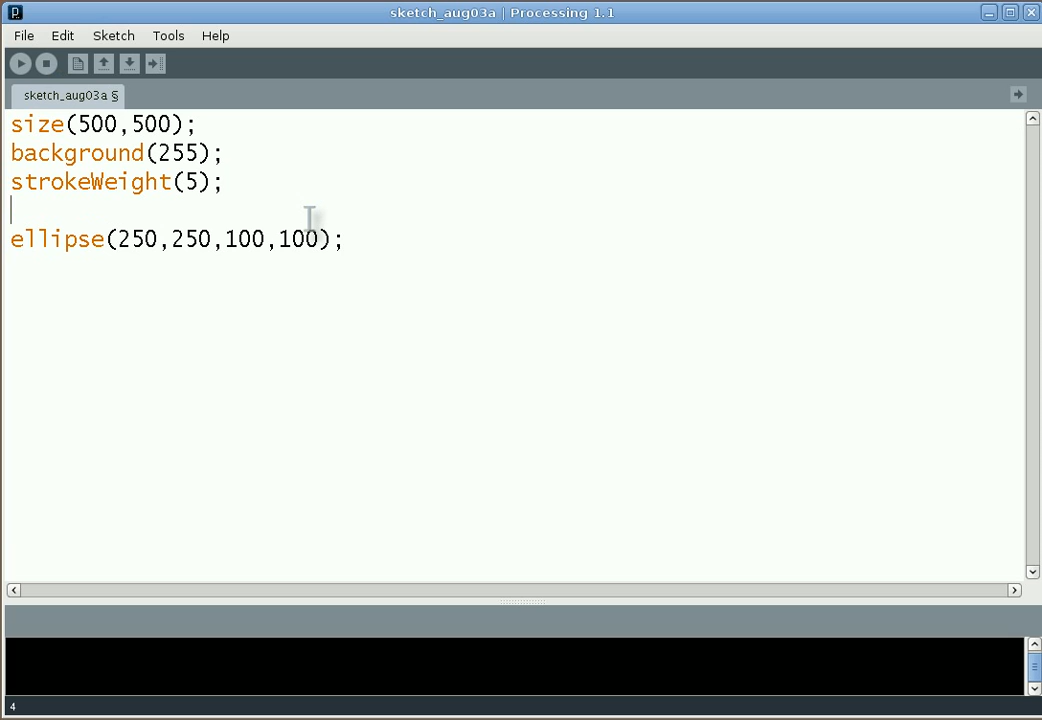 sketch_aug03a | Processing 1.1
File Edit Sketch Tools Help
sketch_aug03a §
size(500,500);
background(255);
strokeWeight(5);
ellipse(250,250,100,100);
4